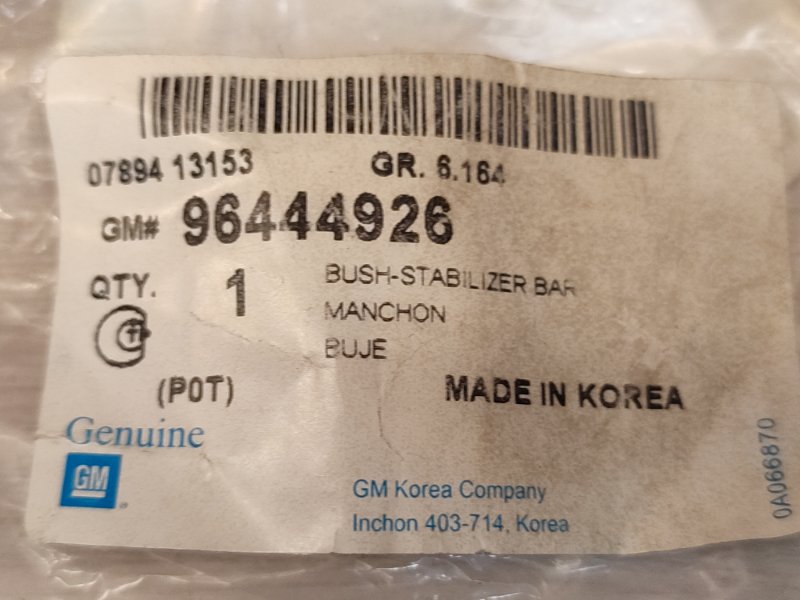 07894 13153 GR. 6.164
GM# 96444926
QTY. 1 BUSH-STABILIZER BAR
MANCHON
BUJE
(P0T) MADE IN KOREA
Genuine
GM
GM Korea Company
Inchon 403-714, Korea
0A066870